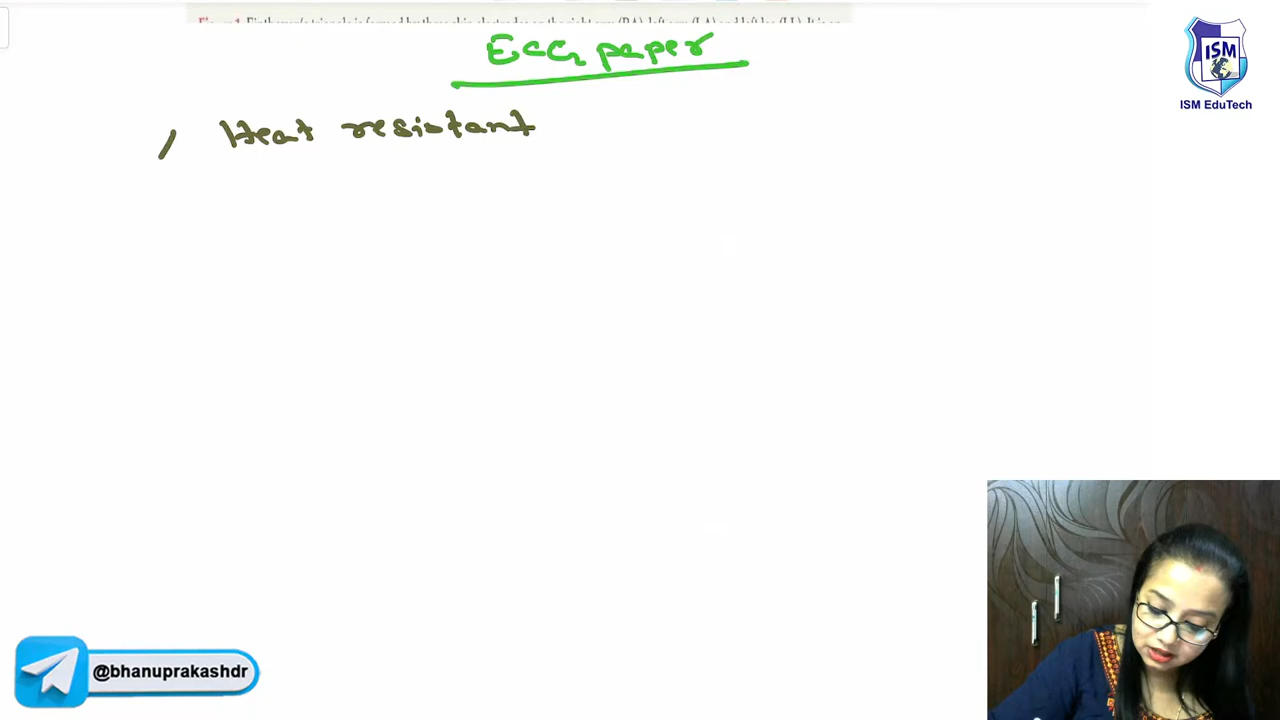 ECG paper
ISM
ISM EduTech
Heat resistant
@bhanuprakashdr